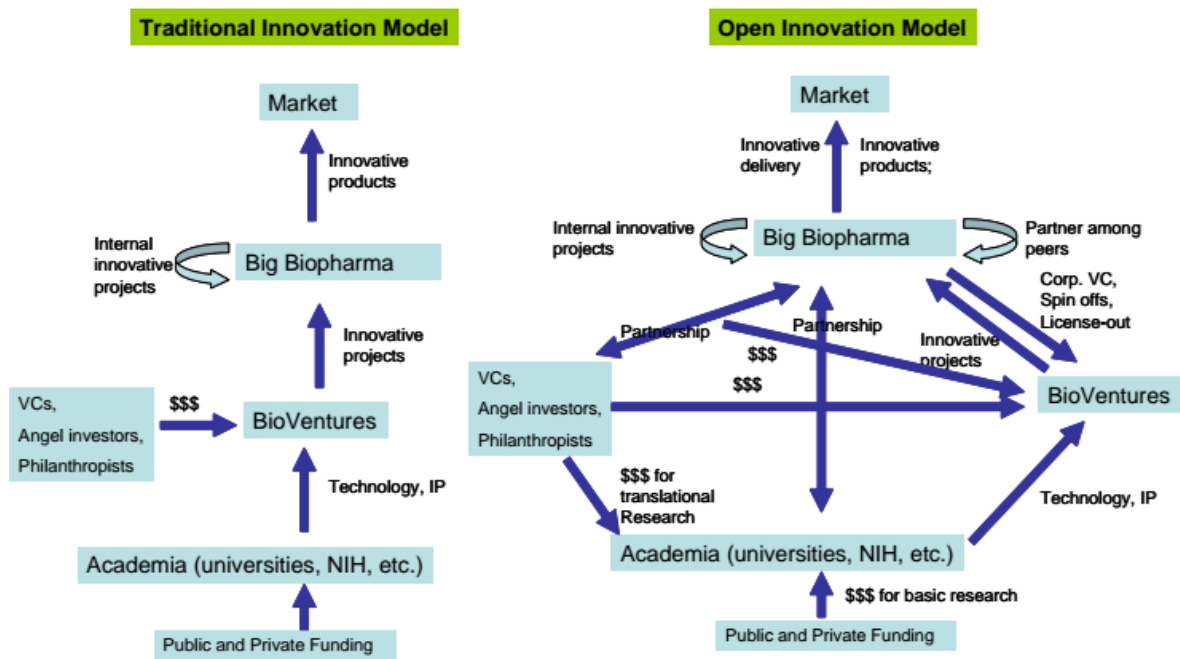 Traditional Innovation Model
Market
Innovative
products
Internal
innovative
projects
Big Biopharma
Innovative
projects
VCs,
Angel investors,
Philanthropists
$$$
BioVentures
Technology, IP
Academia (universities, NIH, etc.)
Public and Private Funding
Open Innovation Model
Market
Innovative
delivery
Innovative
products;
Internal innovative
projects
Big Biopharma
Partner among
peers
Corp. VC,
Spin offs,
License-out
Partnership
Partnership
Innovative
projects
$$$
$$$
VCs,
Angel investors,
Philanthropists
BioVentures
$$$ for
translational
Research
Technology, IP
Academia (universities, NIH, etc.)
$$$ for basic research
Public and Private Funding